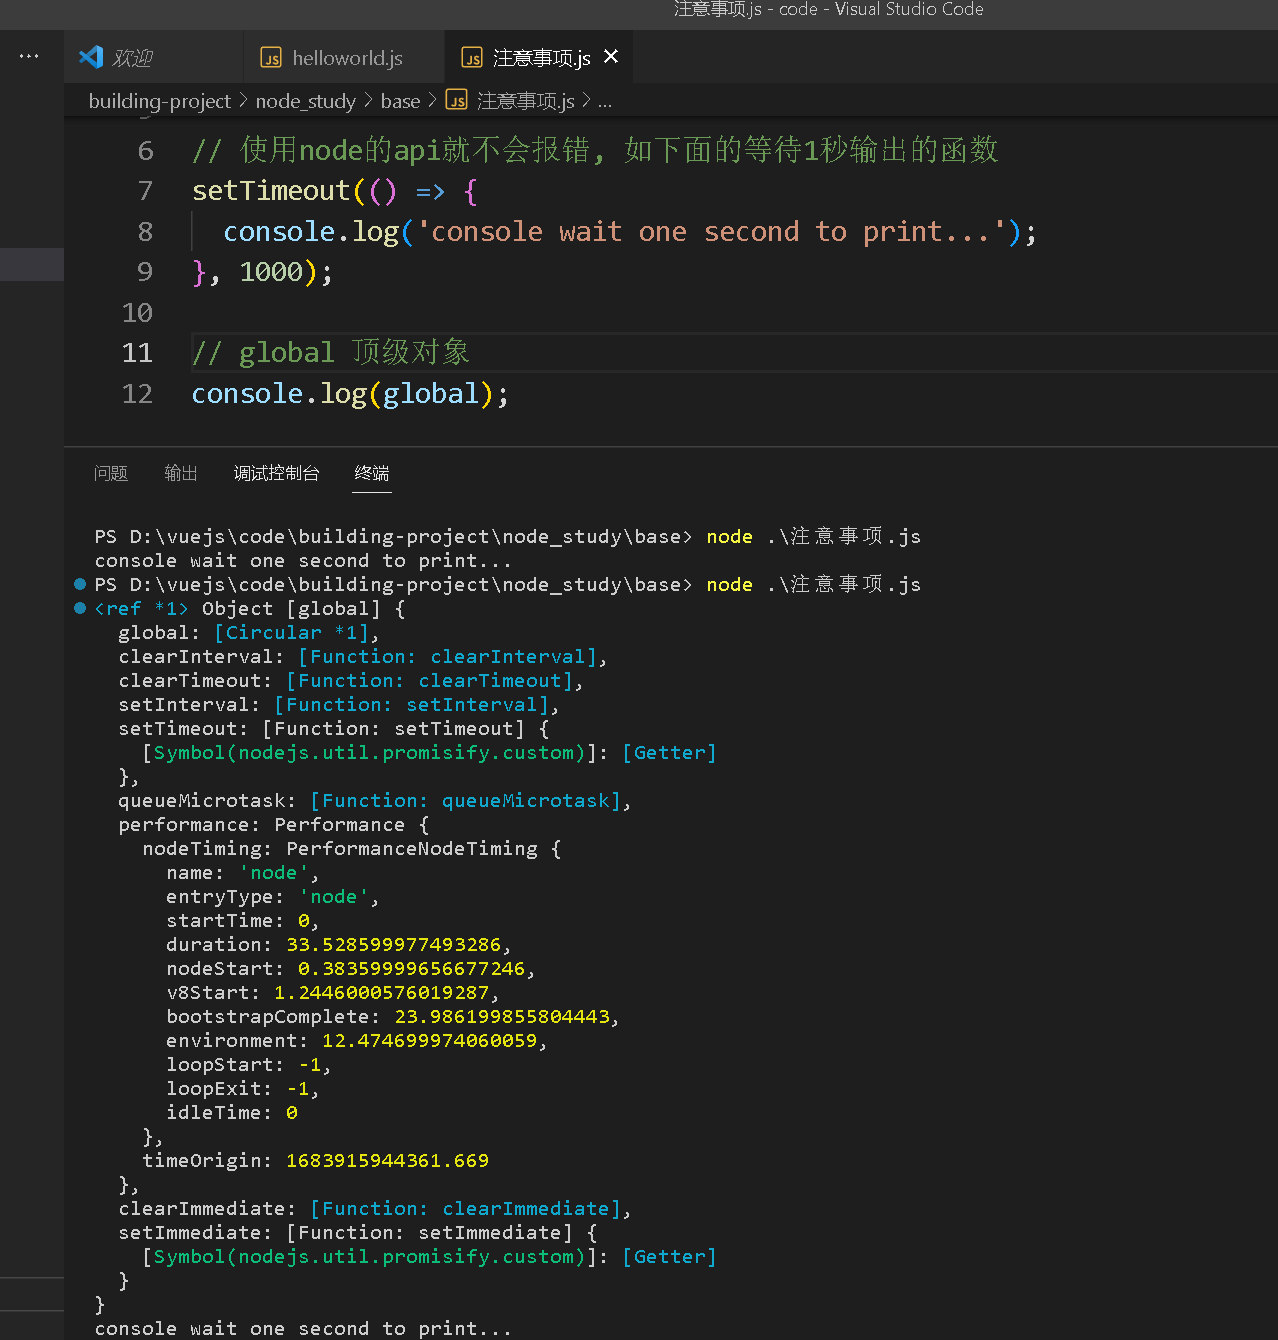 注意事项.js - code - Visual Studio Code
··· 欢迎 JS helloworld.js JS 注意事项.js ×
building-project > node_study > base > JS 注意事项.js > ...
6 // 使用node的api就不会报错, 如下面的等待1秒输出的函数
7 setTimeout(() => {
8 console.log('console wait one second to print...');
9 }, 1000);
10
11 // global 顶级对象
12 console.log(global);
问题 输出 调试控制台 终端
PS D:\vuejs\code\building-project\node_study\base> node .\注意事项.js
console wait one second to print...
PS D:\vuejs\code\building-project\node_study\base> node .\注意事项.js
<ref *1> Object [global] {
global: [Circular *1],
clearInterval: [Function: clearInterval],
clearTimeout: [Function: clearTimeout],
setInterval: [Function: setInterval],
setTimeout: [Function: setTimeout] {
[Symbol(nodejs.util.promisify.custom)]: [Getter]
},
queueMicrotask: [Function: queueMicrotask],
performance: Performance {
nodeTiming: PerformanceNodeTiming {
name: 'node',
entryType: 'node',
startTime: 0,
duration: 33.528599977493286,
nodeStart: 0.38359999656677246,
v8Start: 1.2446000576019287,
bootstrapComplete: 23.986199855804443,
environment: 12.474699974060059,
loopStart: -1,
loopExit: -1,
idleTime: 0
},
timeOrigin: 1683915944361.669
},
clearImmediate: [Function: clearImmediate],
setImmediate: [Function: setImmediate] {
[Symbol(nodejs.util.promisify.custom)]: [Getter]
}
}
console wait one second to print...